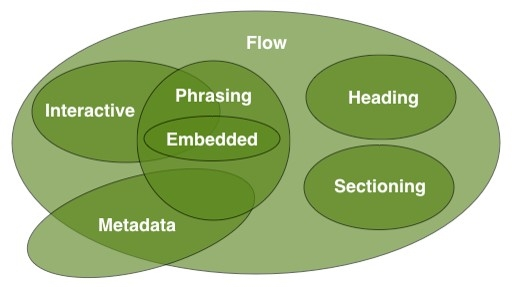 Flow
Phrasing
Interactive
Heading
Embedded
Sectioning
Metadata